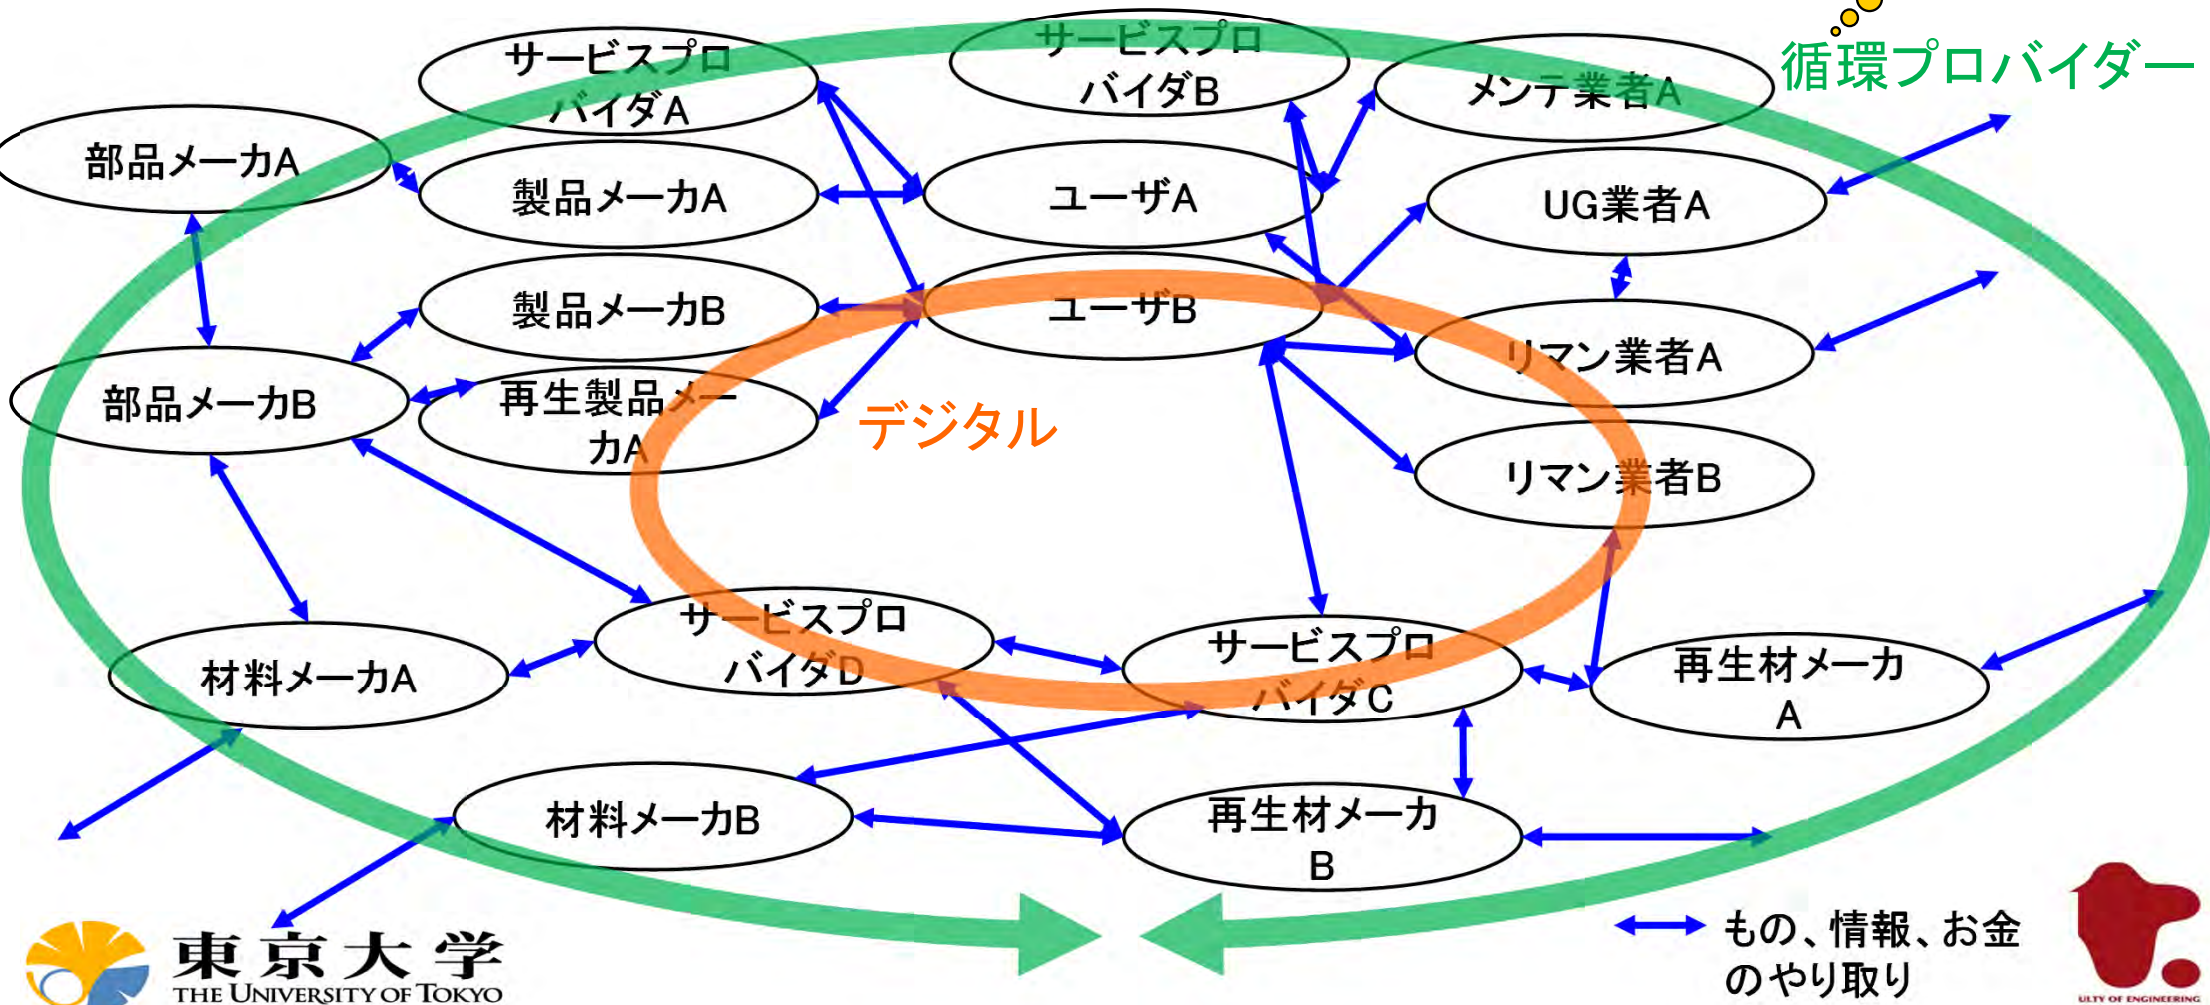 サービスプロ
バイダA
サービスプロ
バイダB
メンテ業者A
循環プロバイダー
部品メーカA
製品メーカA
ユーザA
UG業者A
製品メーカB
ユーザB
リマン業者A
部品メーカB
再生製品メー
カA
デジタル
リマン業者B
サービスプロ
バイダD
サービスプロ
バイダC
材料メーカA
再生材メーカ
A
材料メーカB
再生材メーカ
B
もの、情報、お金
のやり取り
東京大学
THE UNIVERSITY OF TOKYO
ULTY OF ENGINEERING